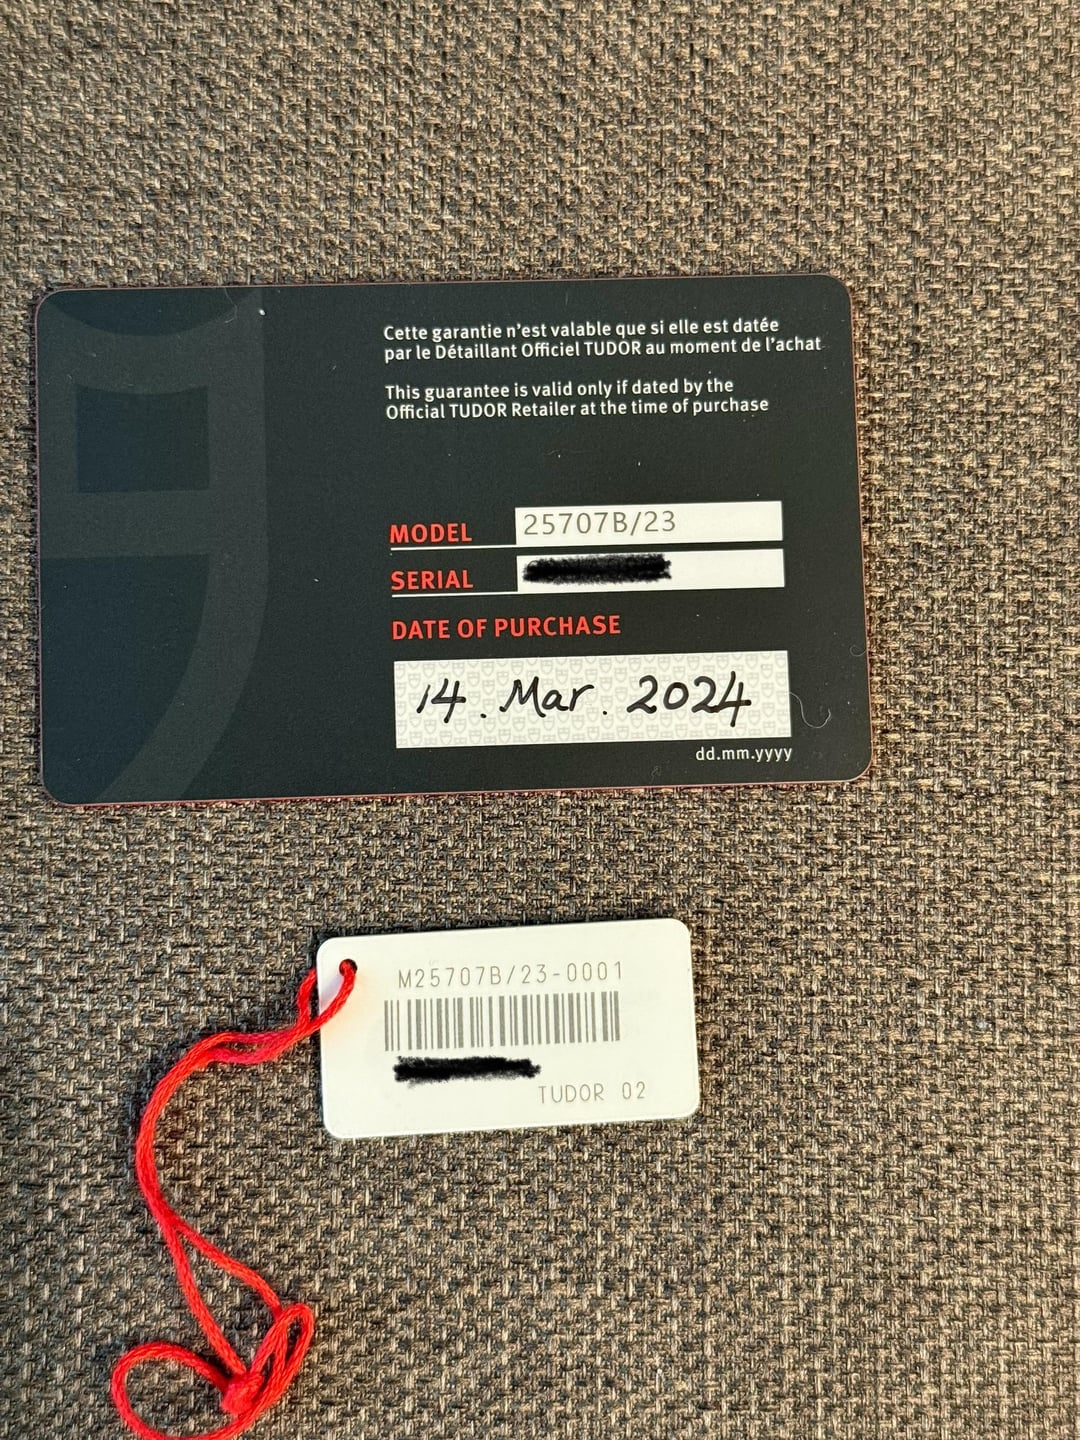 Cette garantie n'est valable que si elle est datée
par le Détaillant Officiel TUDOR au moment de l'achat
This guarantee is valid only if dated by the
Official TUDOR Retailer at the time of purchase
MODEL 25707B/23
SERIAL
DATE OF PURCHASE
14. Mar. 2024
dd.mm.yyyy
M25707B/23-0001
TUDOR 02